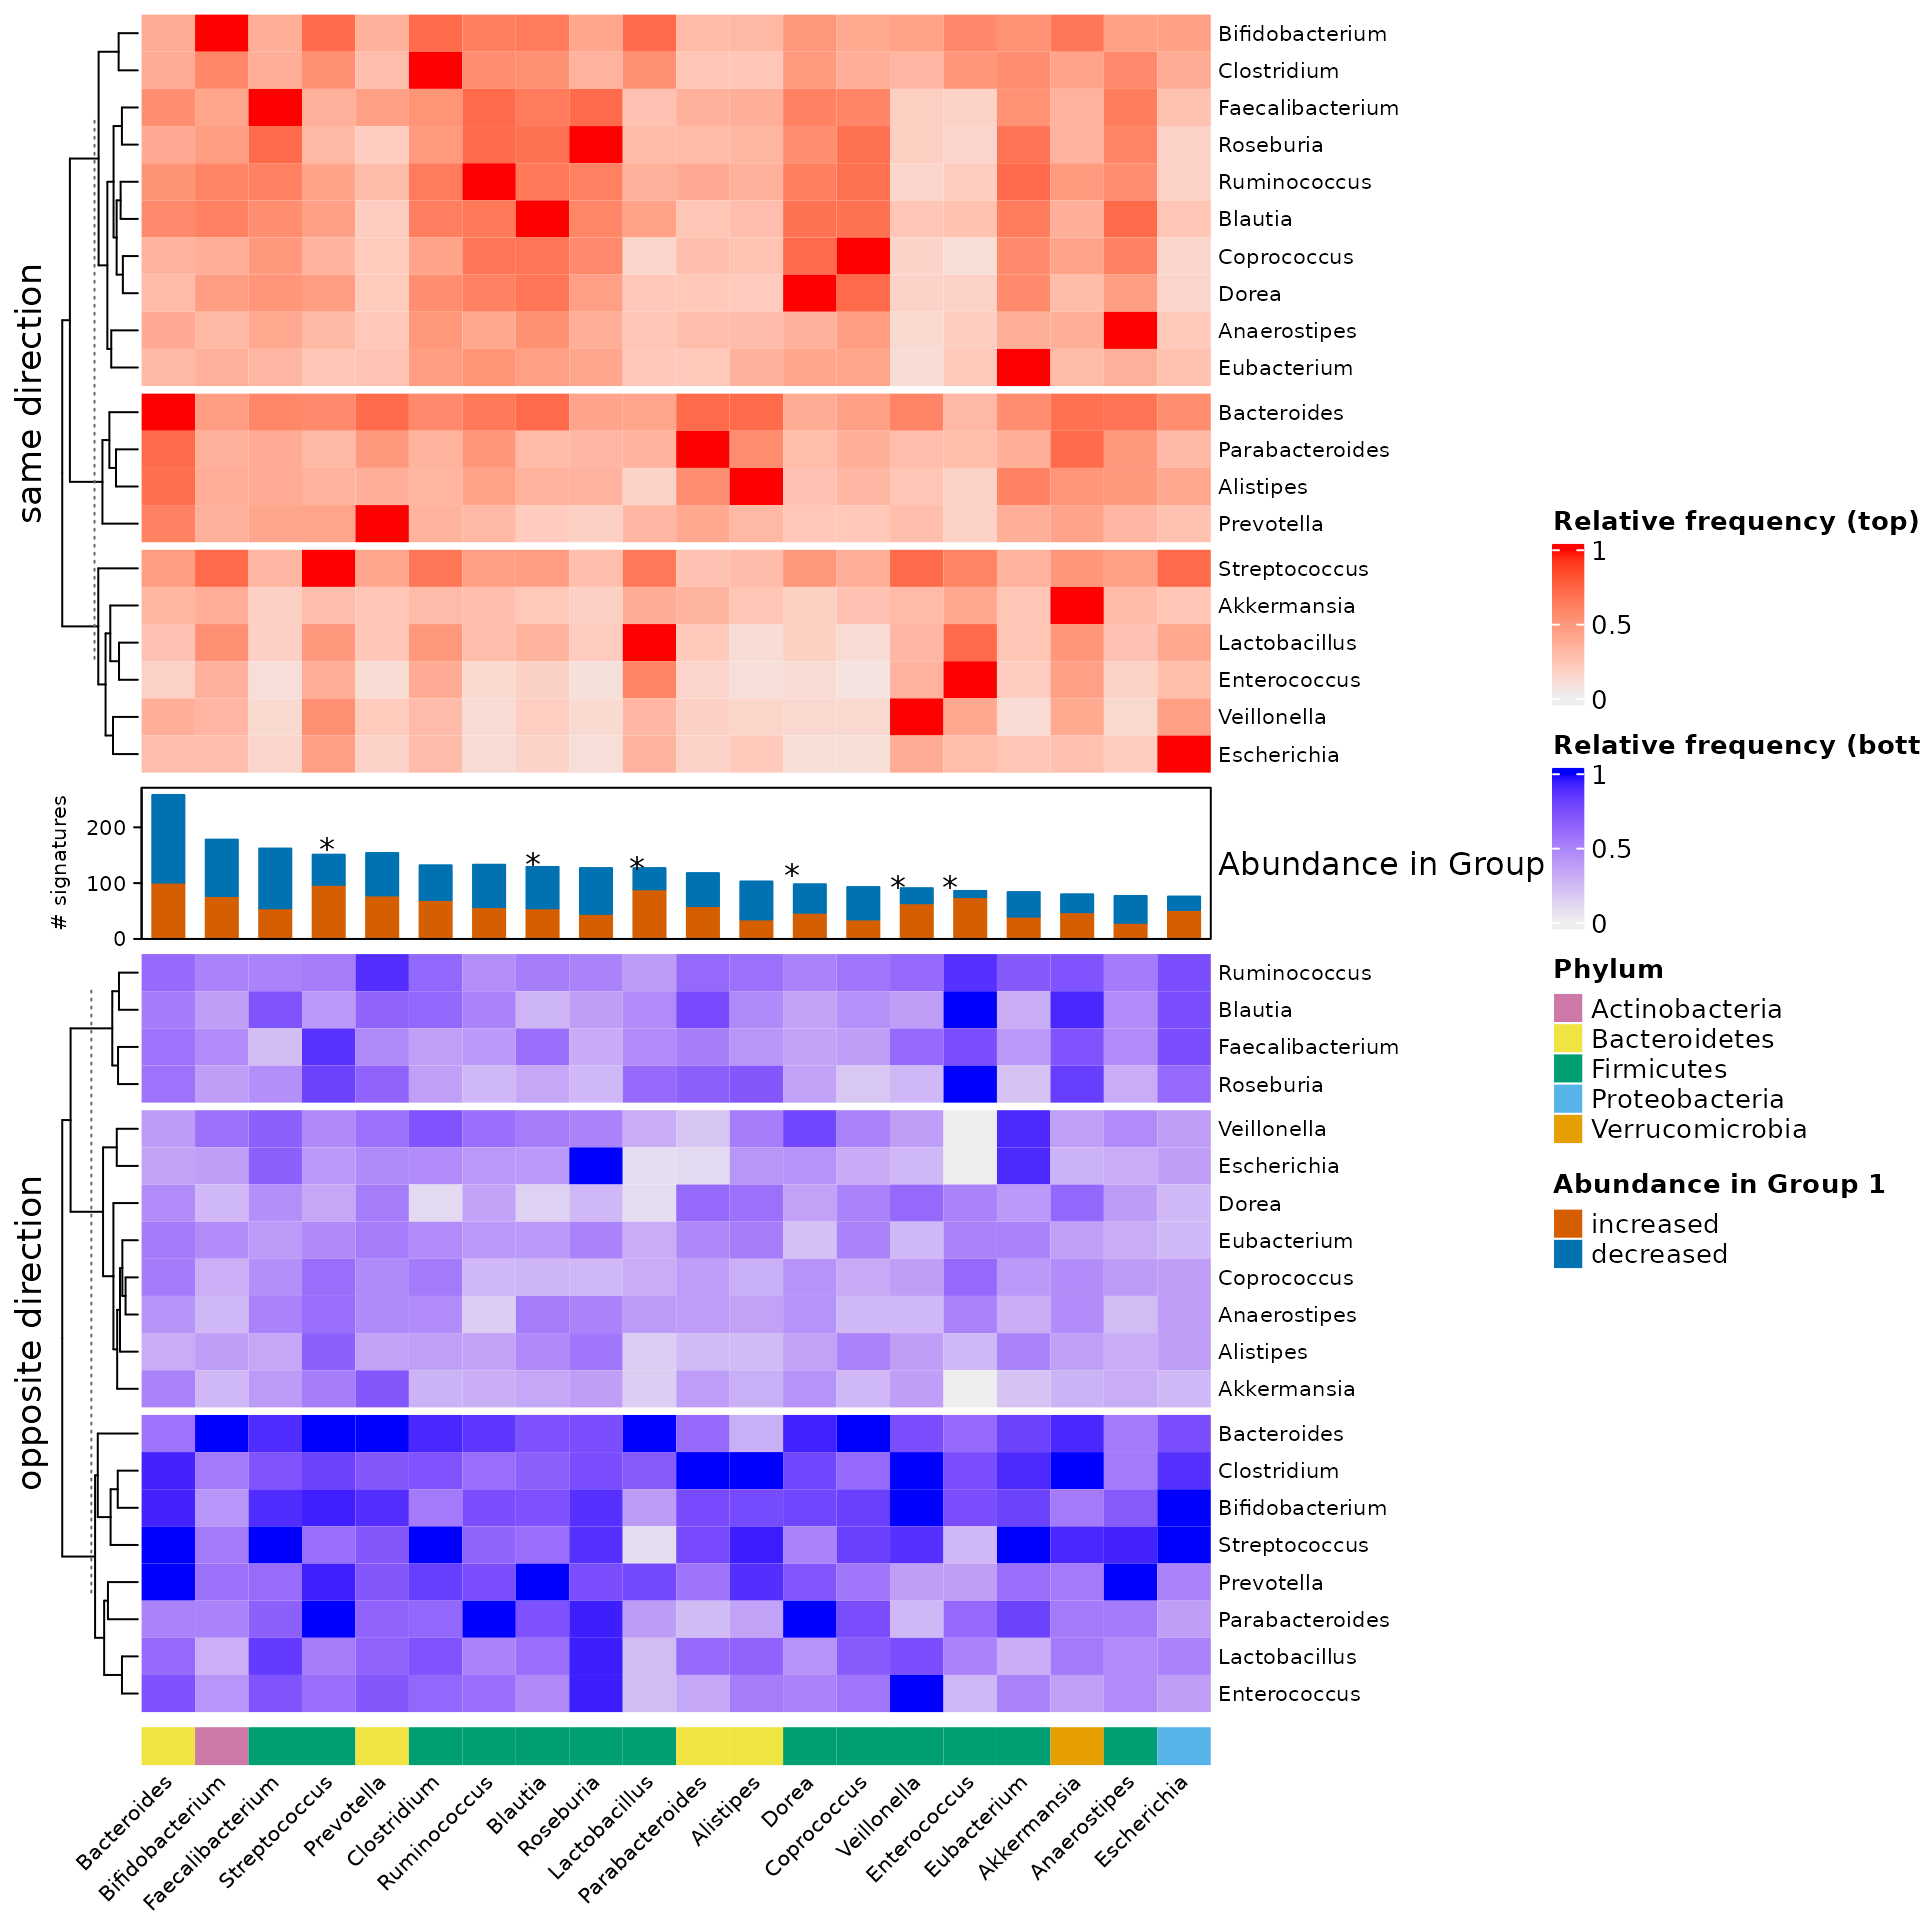 same direction
Bifidobacterium
Clostridium
Faecalibacterium
Roseburia
Ruminococcus
Blautia
Coprococcus
Dorea
Anaerostipes
Eubacterium
Bacteroides
Parabacteroides
Alistipes
Prevotella
Streptococcus
Akkermansia
Lactobacillus
Enterococcus
Veillonella
Escherichia
# signatures
200
100
0
* * * * * *
Abundance in Group
opposite direction
Ruminococcus
Blautia
Faecalibacterium
Roseburia
Veillonella
Escherichia
Dorea
Eubacterium
Coprococcus
Anaerostipes
Alistipes
Akkermansia
Bacteroides
Clostridium
Bifidobacterium
Streptococcus
Prevotella
Parabacteroides
Lactobacillus
Enterococcus
Bacteroides
Bifidobacterium
Faecalibacterium
Streptococcus
Prevotella
Clostridium
Ruminococcus
Blautia
Roseburia
Lactobacillus
Parabacteroides
Alistipes
Dorea
Coprococcus
Veillonella
Enterococcus
Eubacterium
Akkermansia
Anaerostipes
Escherichia
Relative frequency (top)
1
0.5
0
Relative frequency (bott
1
0.5
0
Phylum
Actinobacteria
Bacteroidetes
Firmicutes
Proteobacteria
Verrucomicrobia
Abundance in Group 1
increased
decreased